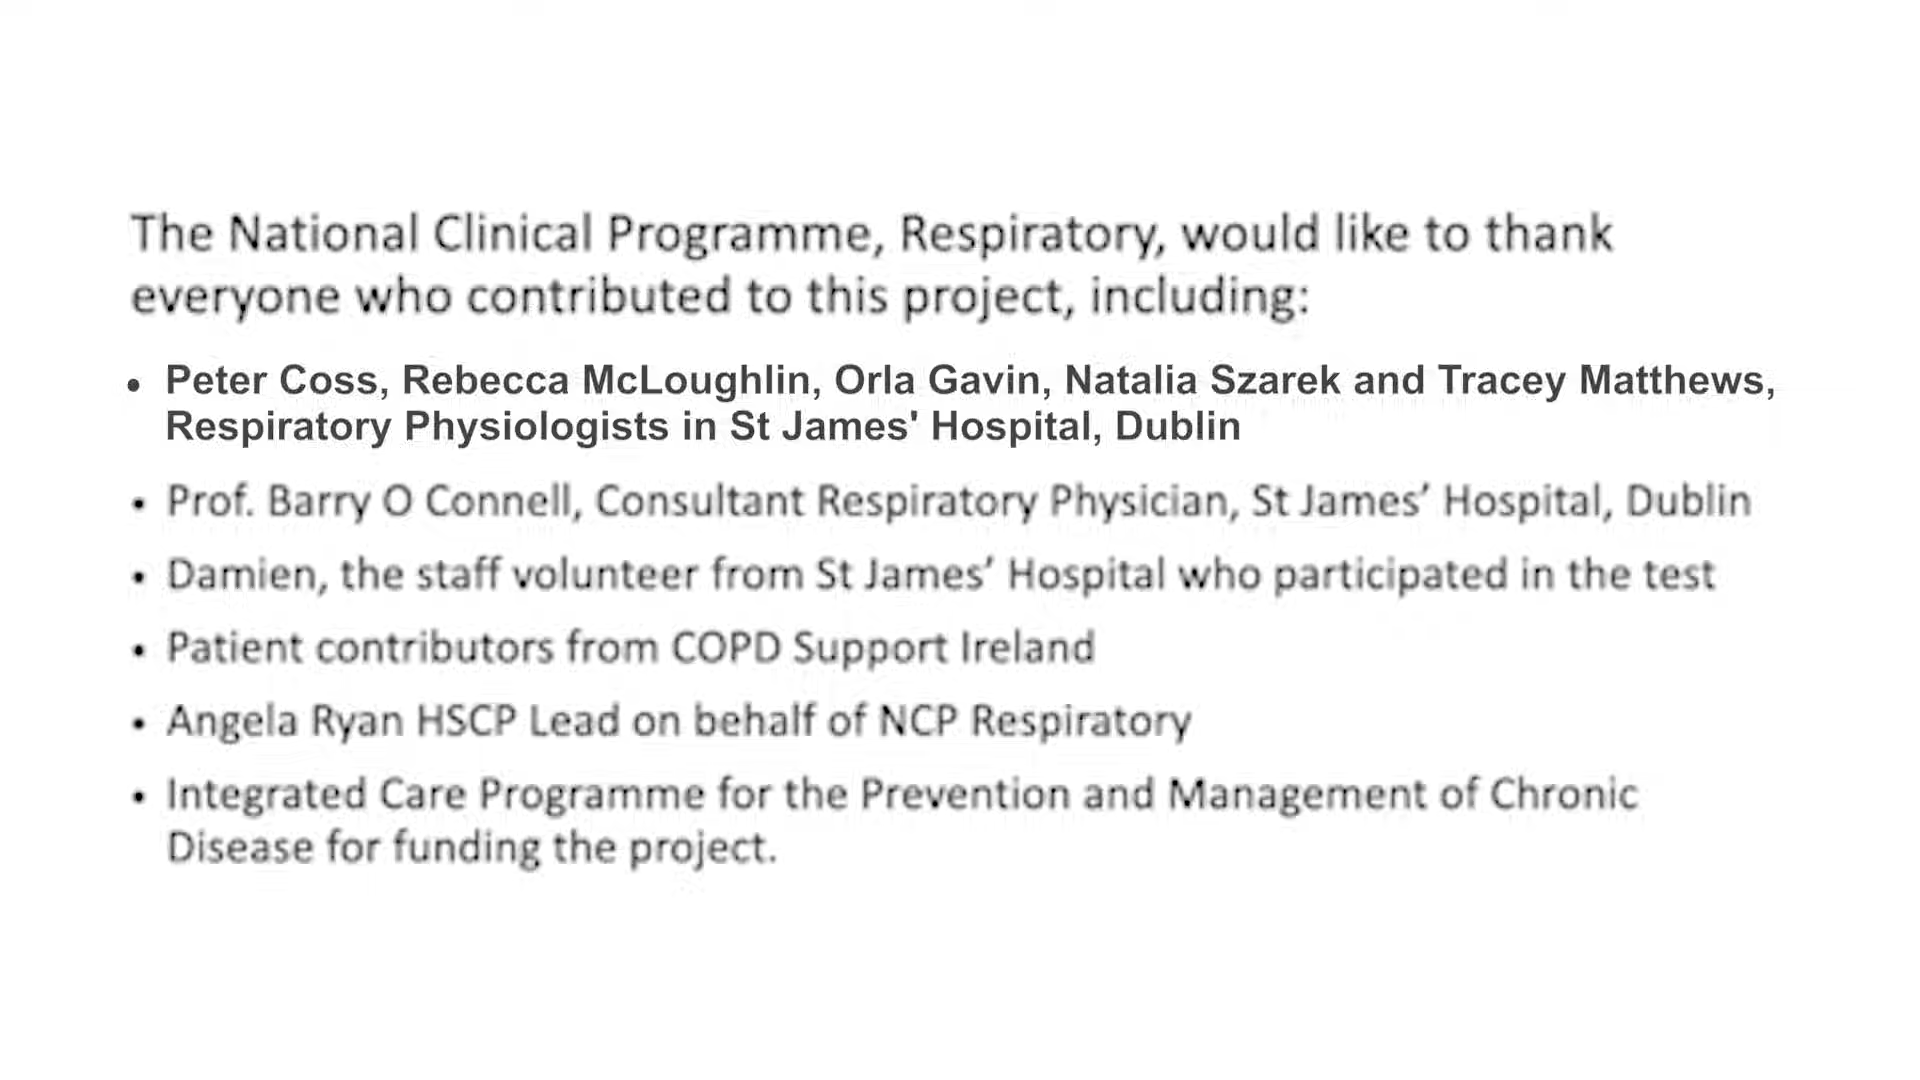 The National Clinical Programme, Respiratory, would like to thank
everyone who contributed to this project, including:
• Peter Coss, Rebecca McLoughlin, Orla Gavin, Natalia Szarek and Tracey Matthews,
Respiratory Physiologists in St James' Hospital, Dublin
• Prof. Barry O Connell, Consultant Respiratory Physician, St James’ Hospital, Dublin
• Damien, the staff volunteer from St James’ Hospital who participated in the test
• Patient contributors from COPD Support Ireland
• Angela Ryan HSCP Lead on behalf of NCP Respiratory
• Integrated Care Programme for the Prevention and Management of Chronic
Disease for funding the project.